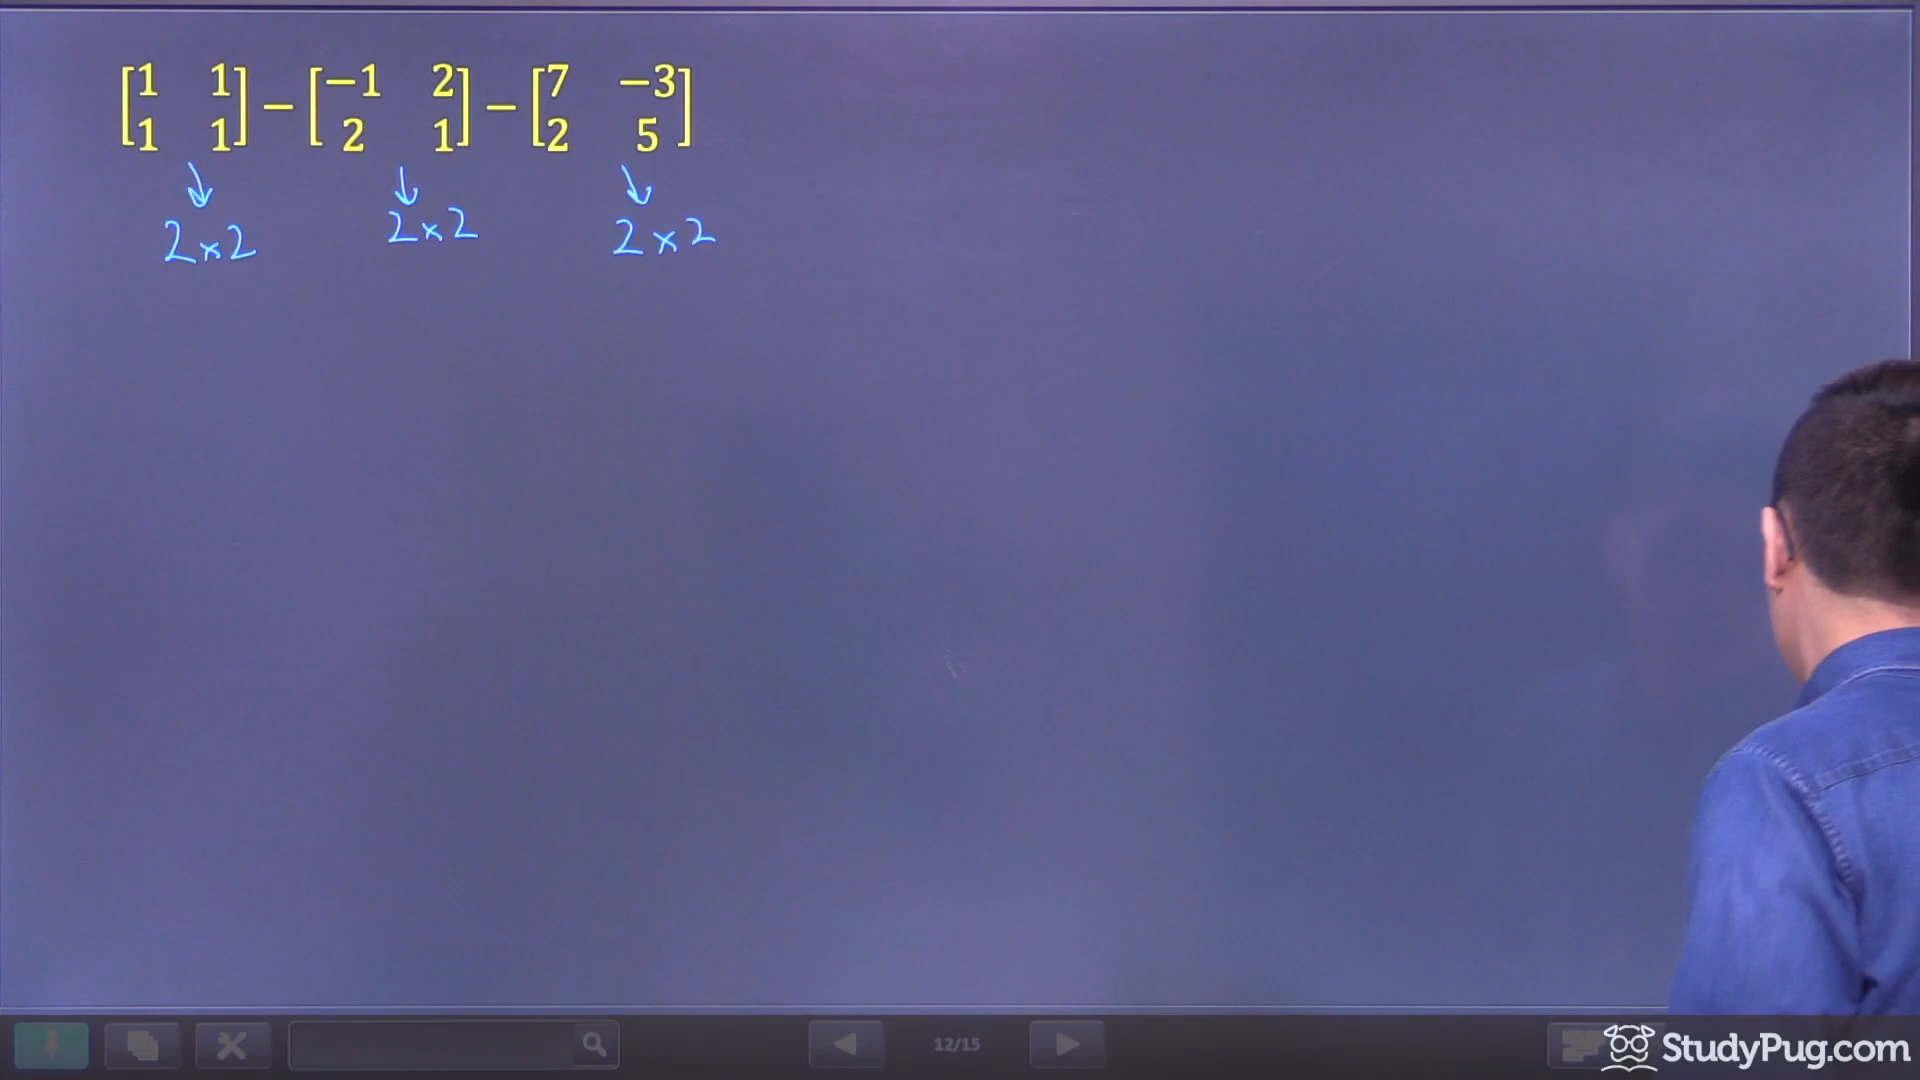 [1 1] − [−1 2] − [7 −3]
[1 1]   [2 1]   [2 5]
2×2 2×2 2×2
12/15
StudyPug.com